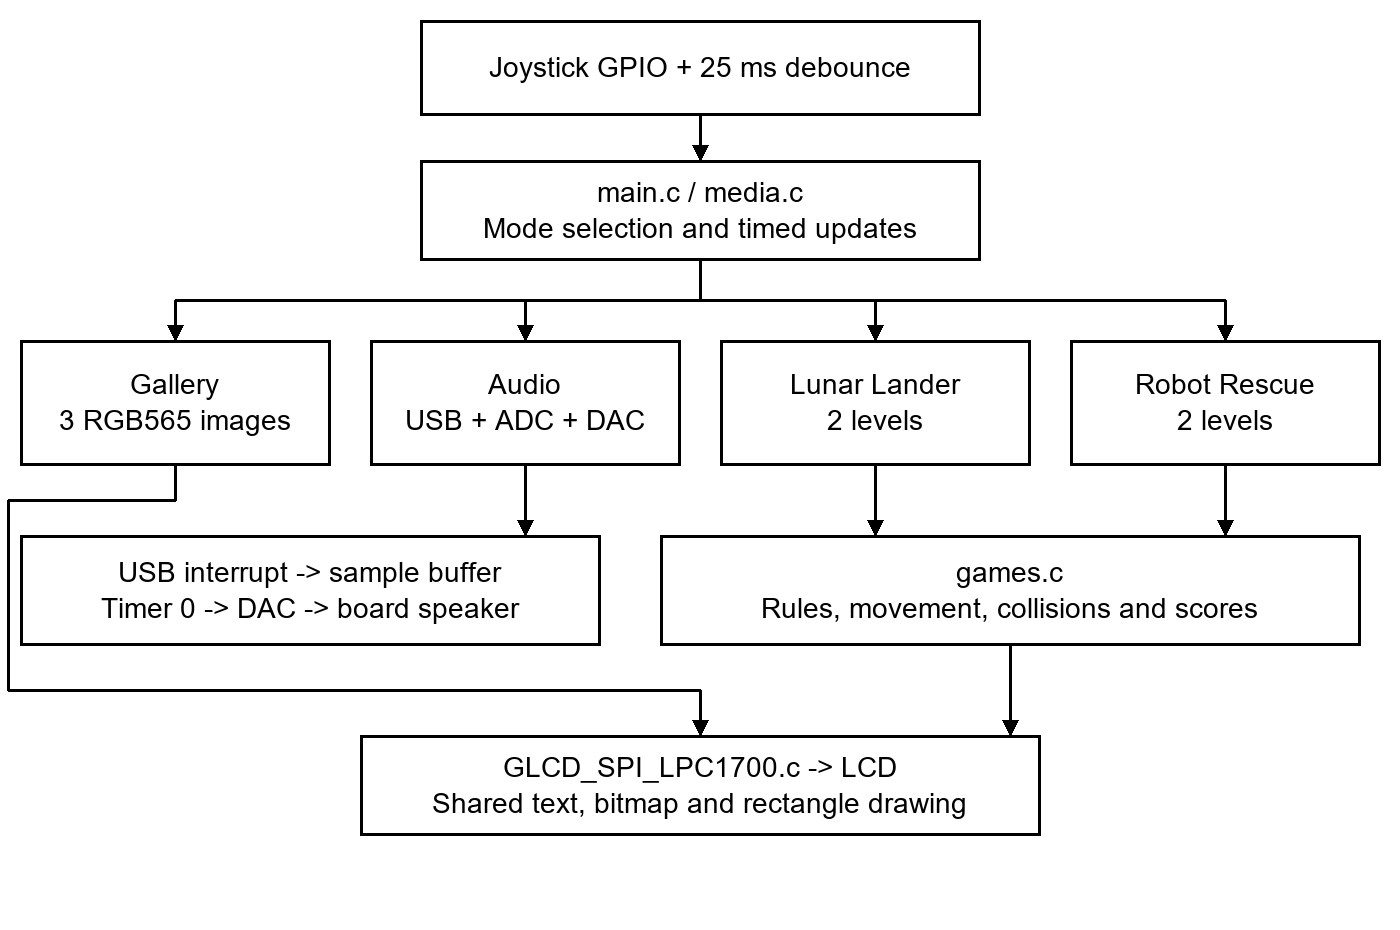 Joystick GPIO + 25 ms debounce
main.c / media.c
Mode selection and timed updates
Gallery
3 RGB565 images
Audio
USB + ADC + DAC
Lunar Lander
2 levels
Robot Rescue
2 levels
USB interrupt -> sample buffer
Timer 0 -> DAC -> board speaker
games.c
Rules, movement, collisions and scores
GLCD_SPI_LPC1700.c -> LCD
Shared text, bitmap and rectangle drawing